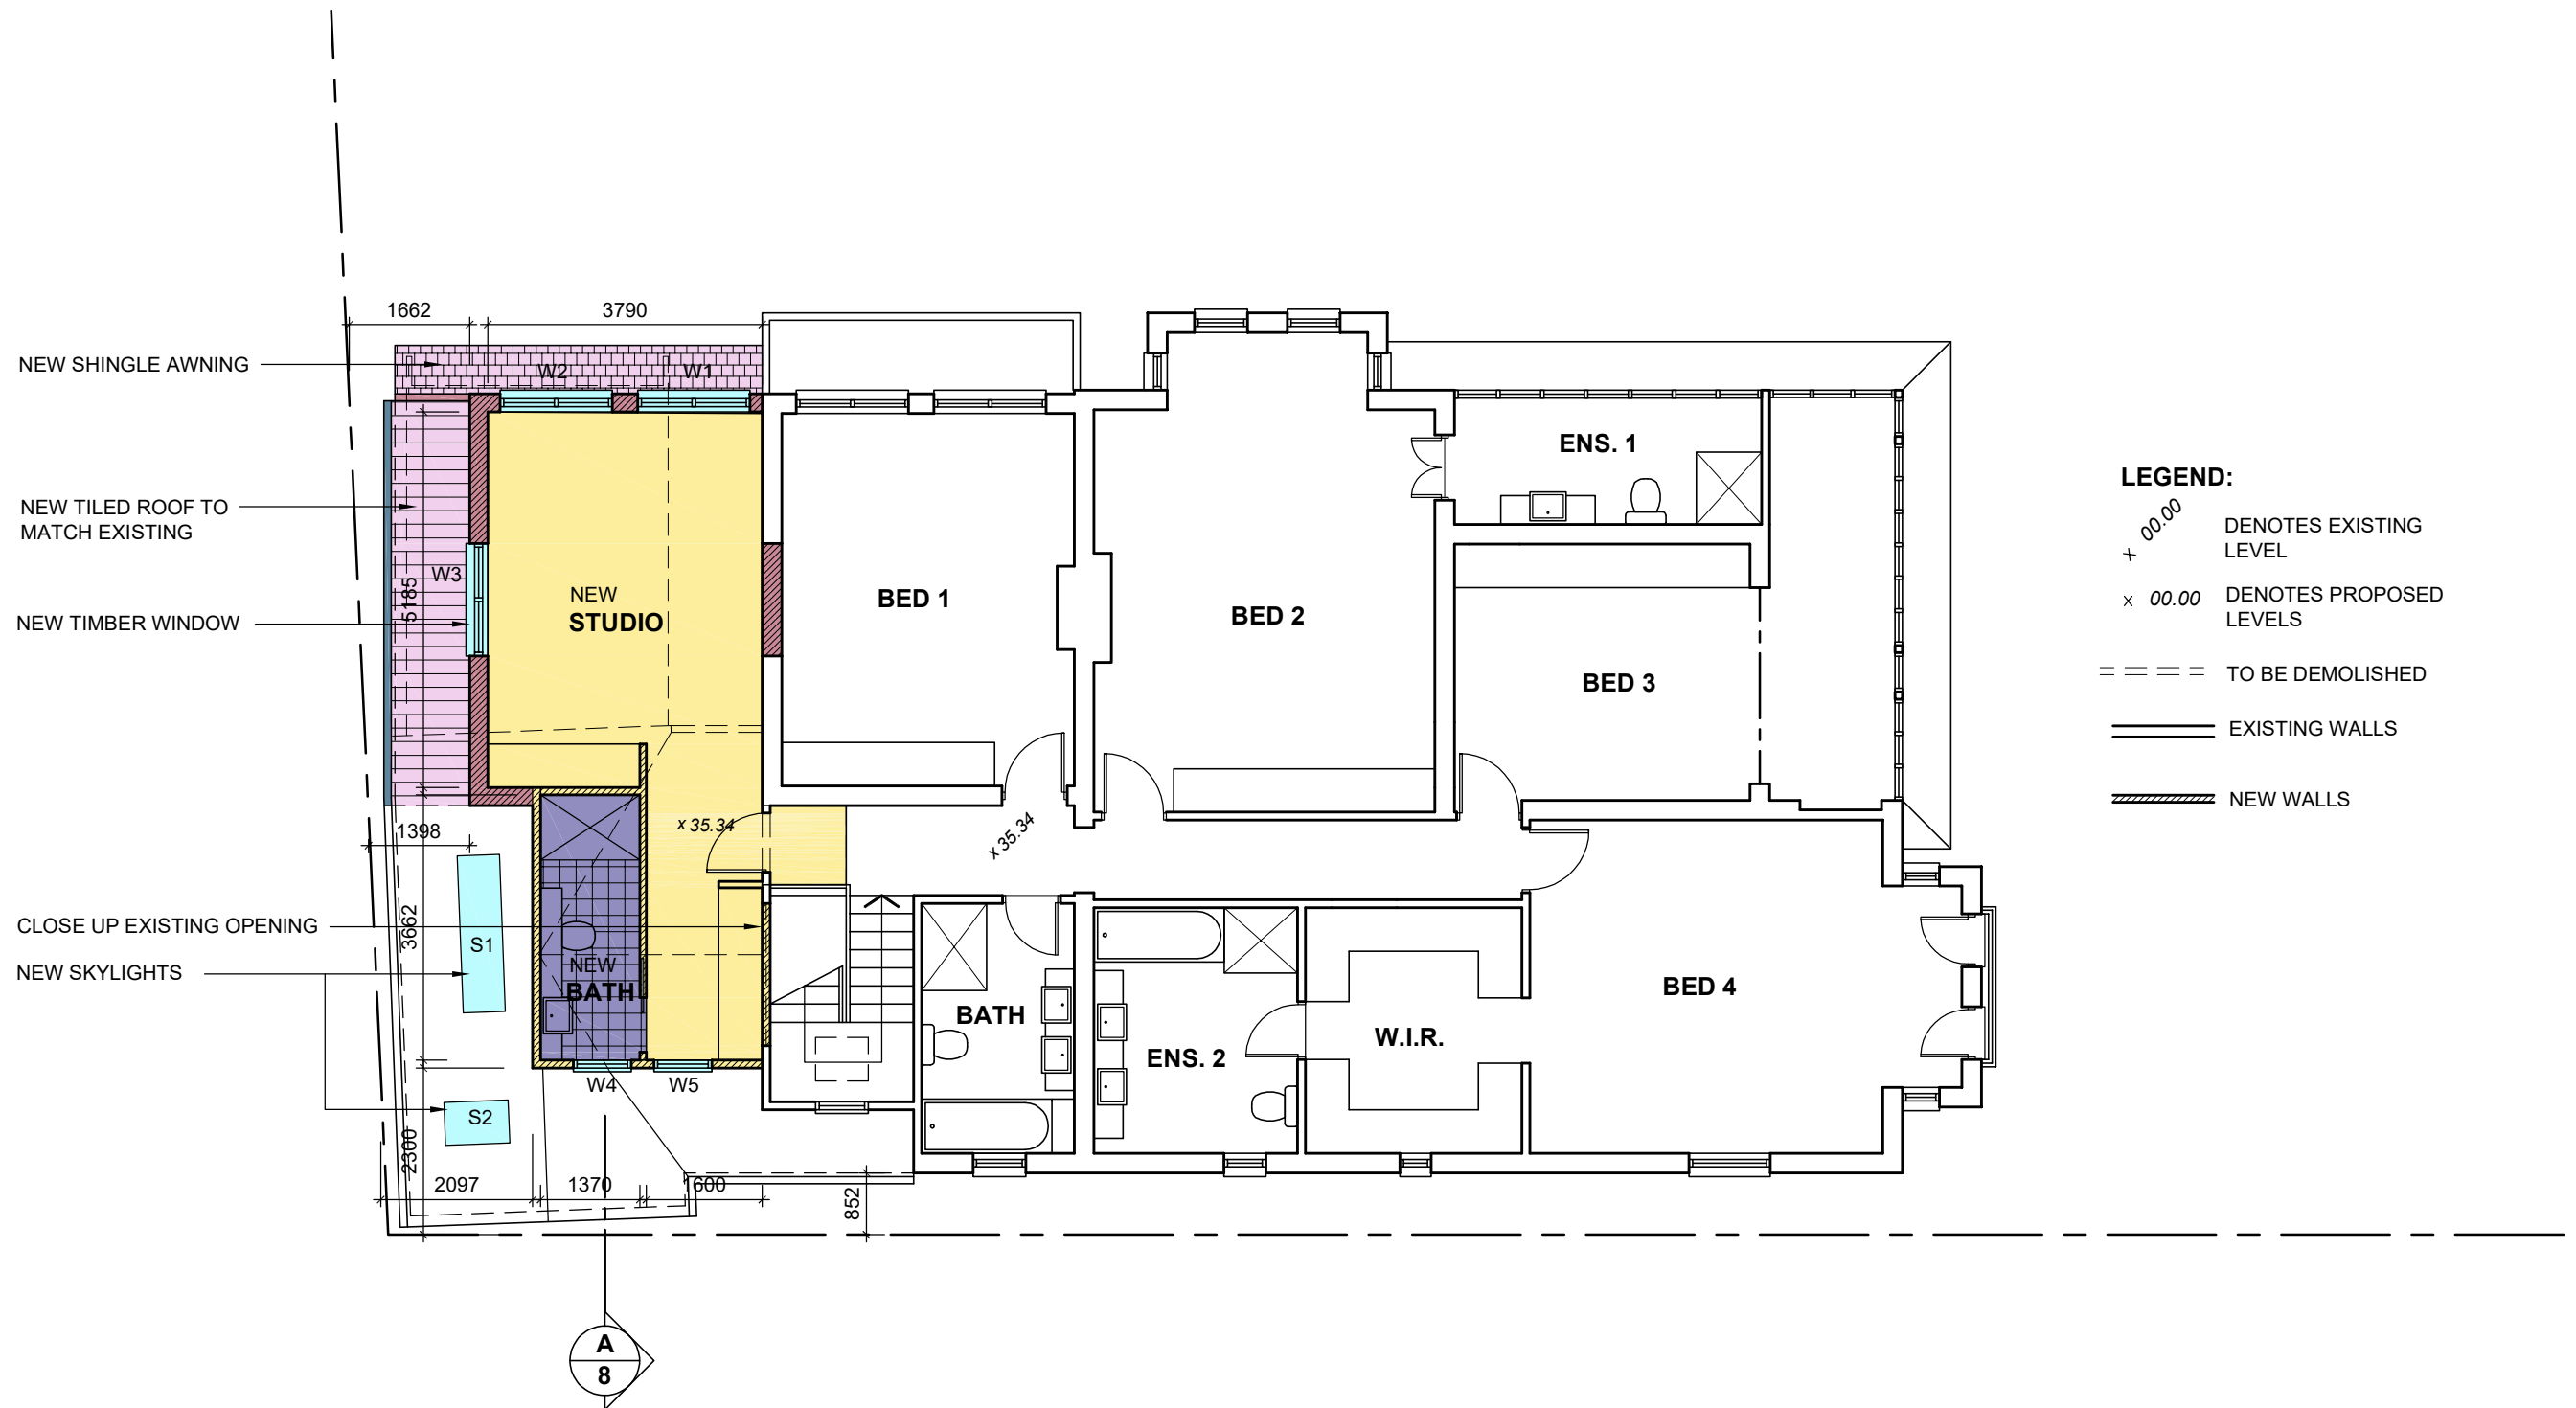 1662
3790
NEW SHINGLE AWNING
W2
W1
ENS. 1
LEGEND:
NEW TILED ROOF TO
MATCH EXISTING
x 00.00
DENOTES EXISTING
LEVEL
W3
5185
NEW
STUDIO
BED 1
BED 2
x 00.00
DENOTES PROPOSED
LEVELS
NEW TIMBER WINDOW
BED 3
TO BE DEMOLISHED
EXISTING WALLS
NEW WALLS
1398
x 35.34
x 35.34
CLOSE UP EXISTING OPENING
3662
S1
NEW SKYLIGHTS
NEW
BATH
BATH
ENS. 2
W.I.R.
BED 4
W4
W5
S2
2300
2097
1370
1600
852
A
8